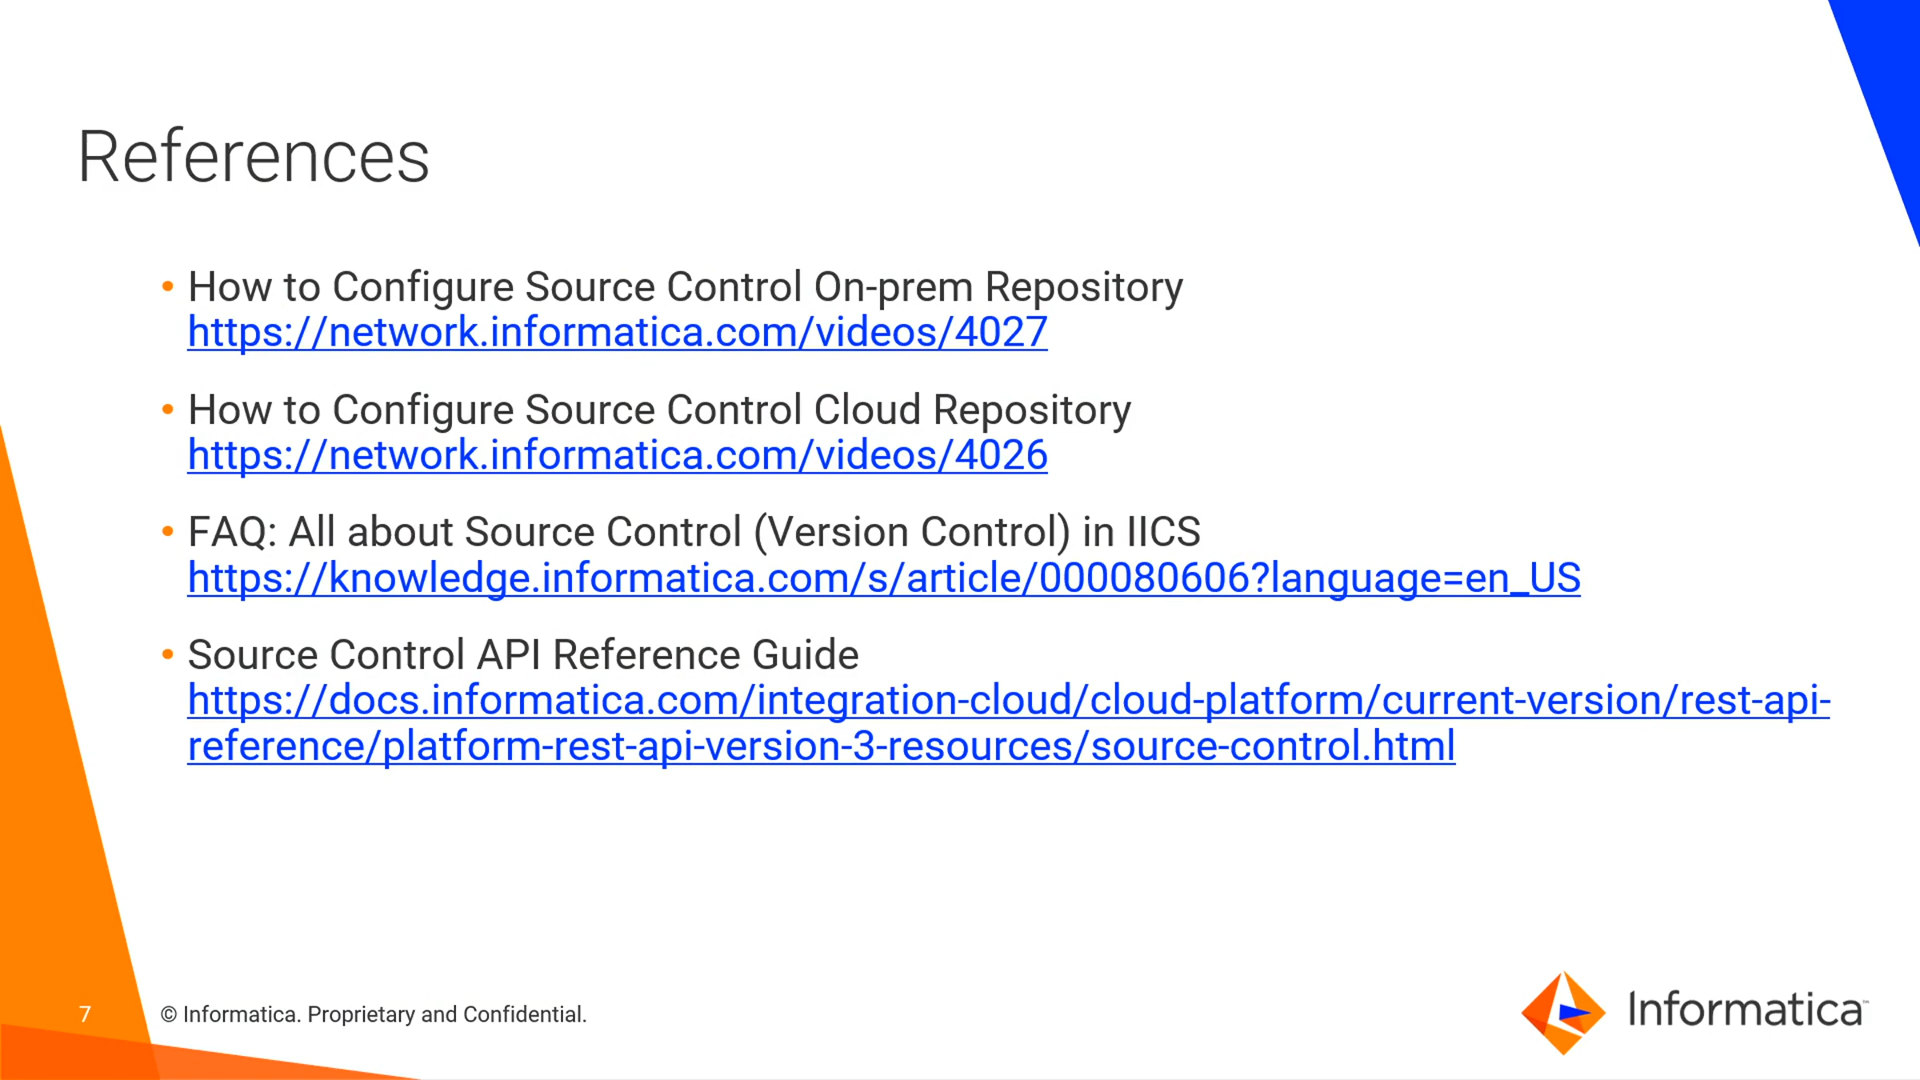 References
• How to Configure Source Control On-prem Repository
https://network.informatica.com/videos/4027
• How to Configure Source Control Cloud Repository
https://network.informatica.com/videos/4026
• FAQ: All about Source Control (Version Control) in IICS
https://knowledge.informatica.com/s/article/000080606?language=en_US
• Source Control API Reference Guide
https://docs.informatica.com/integration-cloud/cloud-platform/current-version/rest-api-
reference/platform-rest-api-version-3-resources/source-control.html
7
© Informatica. Proprietary and Confidential.
Informatica™